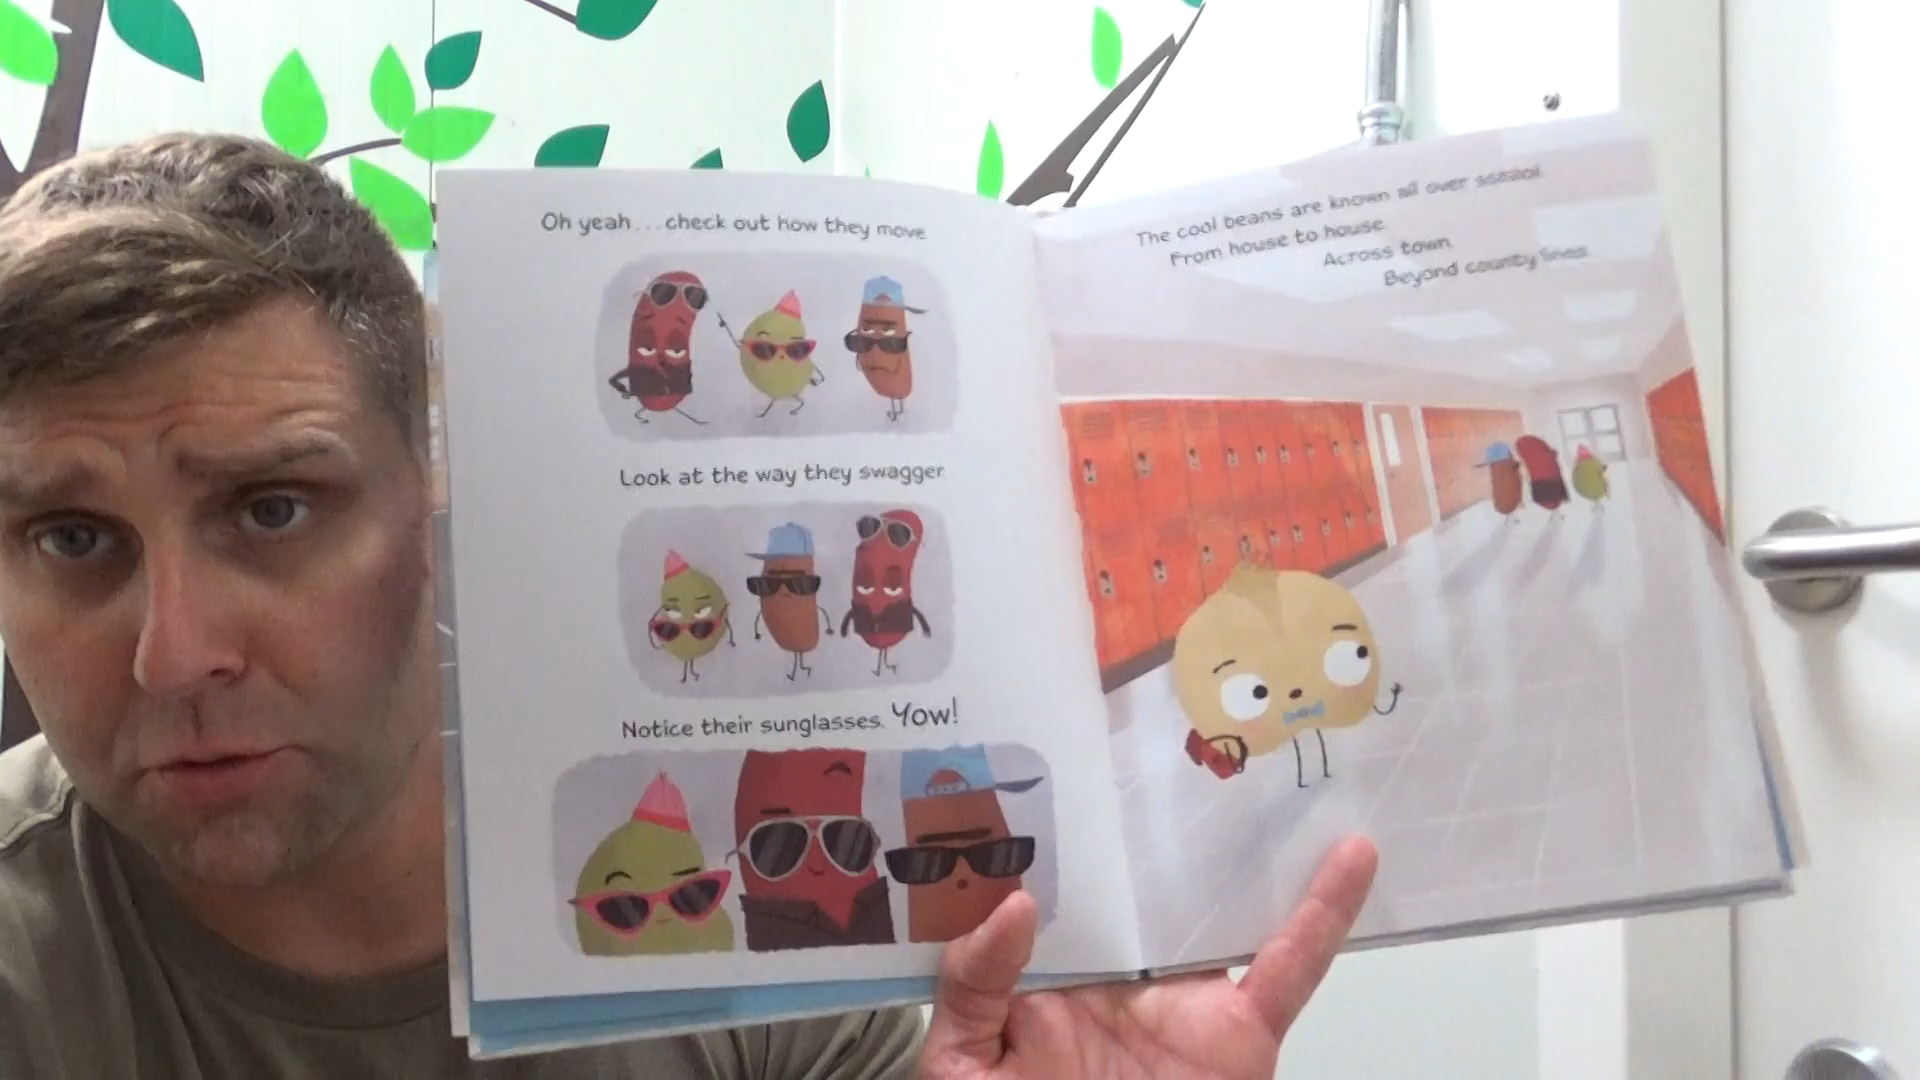 Oh yeah...check out how they move
Look at the way they swagger.
Notice their sunglasses. Yow!
The cool beans are known all over school.
From house to house.
Across town.
Beyond county lines.